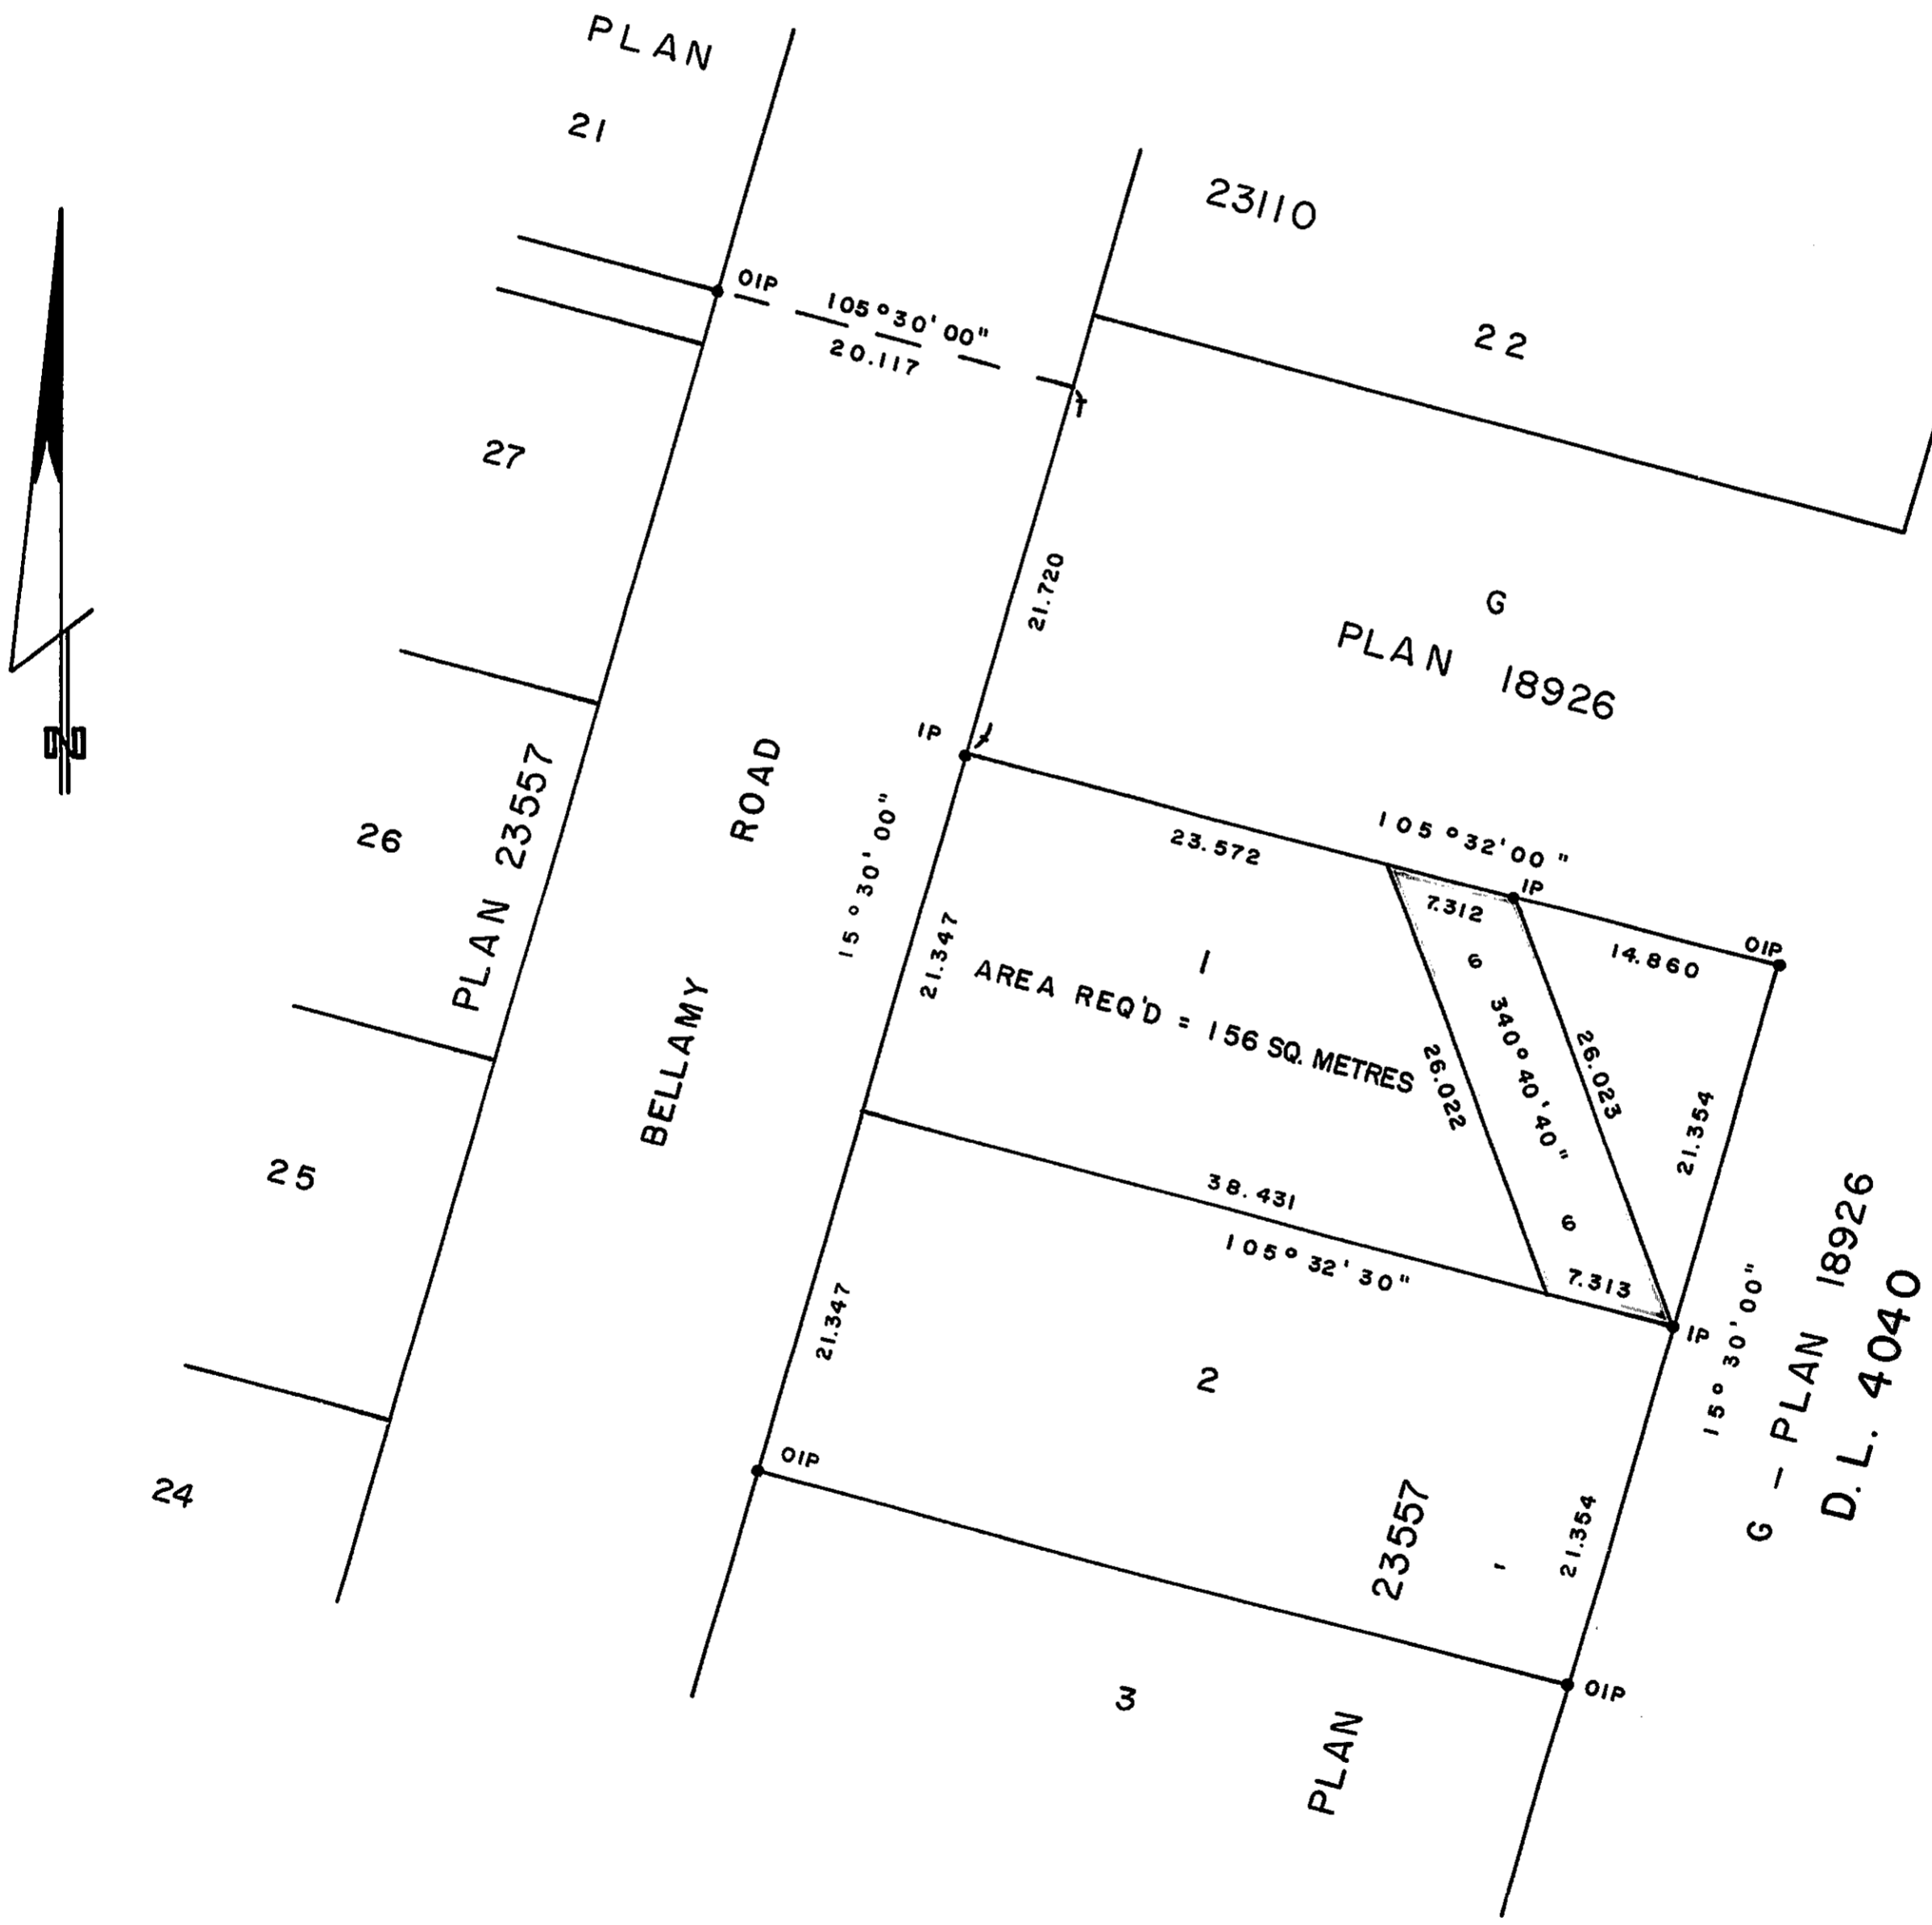 PLAN
21
23110
OIP
105°30'00"
20.117
22
27
21.720
G
PLAN 18926
N
IP
ROAD
PLAN 23557
26
15°30'00"
23.572
105°32'00"
IP
7.312
6
14.860
OIP
21.347
1
AREA REQ'D = 156 SQ. METRES
340°40'40"
26.022
26.023
21.354
BELLAMY
25
38.431
105°32'30"
6
7.313
IP
15°30'00"
G - PLAN 18926
D.L. 4040
21.347
2
OIP
24
23557
-
21.354
3
PLAN
OIP